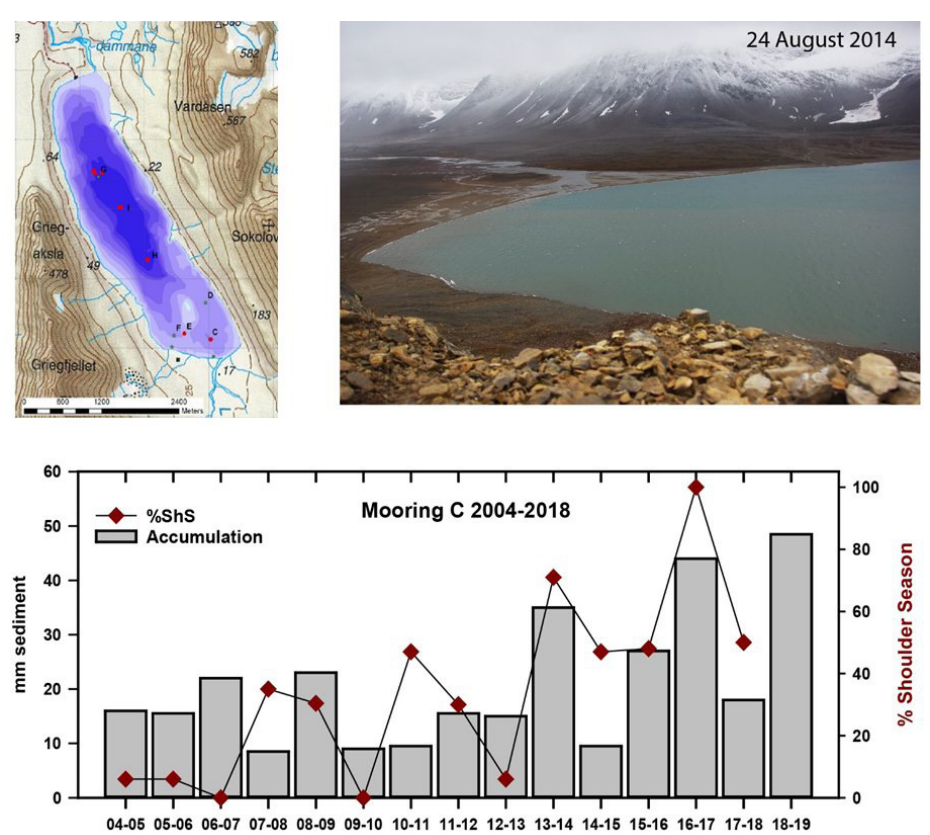 qammane
582
Vardåsen
567
64
22
G
I
Grieg-
aksla
478
49
H
Sokolov
D
183
F E
C
Griegfjellet
17
25
0 600 1200 2400
Meters
24 August 2014
Mooring C 2004-2018
%ShS
Accumulation
mm sediment
60
50
40
30
20
10
0
% Shoulder Season
100
80
60
40
20
0
04-05 05-06 06-07 07-08 08-09 09-10 10-11 11-12 12-13 13-14 14-15 15-16 16-17 17-18 18-19